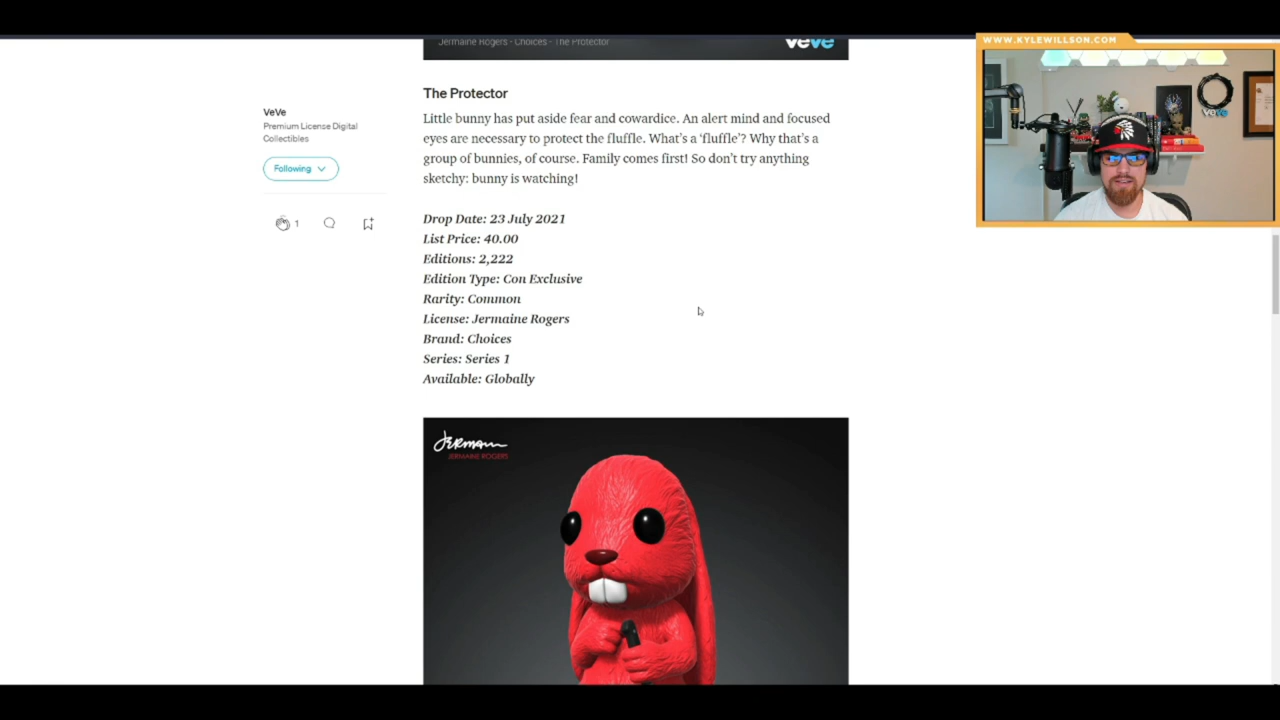 Jermaine Rogers - Choices - The Protector
veve
WWW.KYLEWILLSON.COM
The Protector
Little bunny has put aside fear and cowardice. An alert mind and focused
eyes are necessary to protect the fluffle. What's a 'fluffle'? Why that's a
group of bunnies, of course. Family comes first! So don't try anything
sketchy: bunny is watching!
VeVe
Premium License Digital
Collectibles
Following
1
Drop Date: 23 July 2021
List Price: 40.00
Editions: 2,222
Edition Type: Con Exclusive
Rarity: Common
License: Jermaine Rogers
Brand: Choices
Series: Series 1
Available: Globally
JERMAINE ROGERS
veve